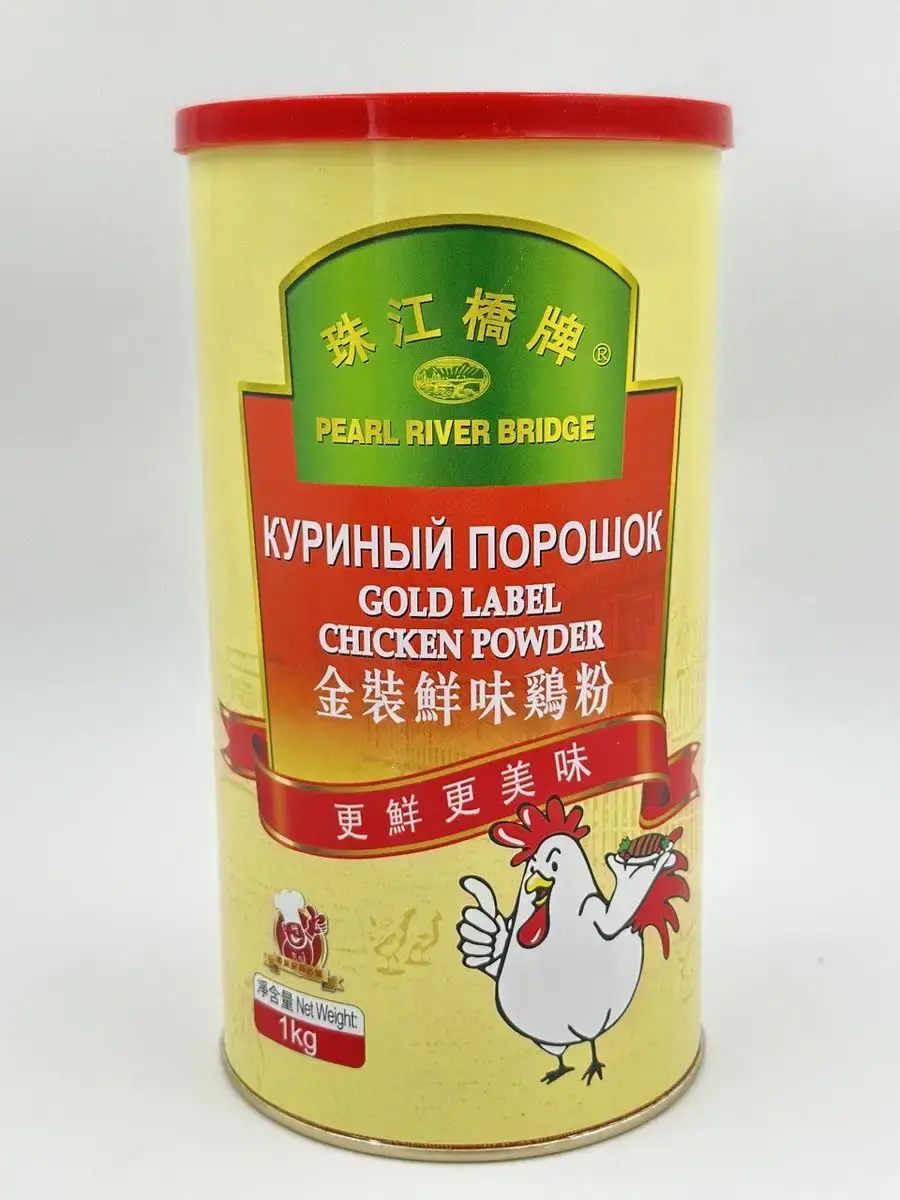 珠江橋牌®
PEARL RIVER BRIDGE
КУРИНЫЙ ПОРОШОК
GOLD LABEL
CHICKEN POWDER
金裝鮮味鷄粉
更鮮更美味
淨含量 Net Weight:
1kg